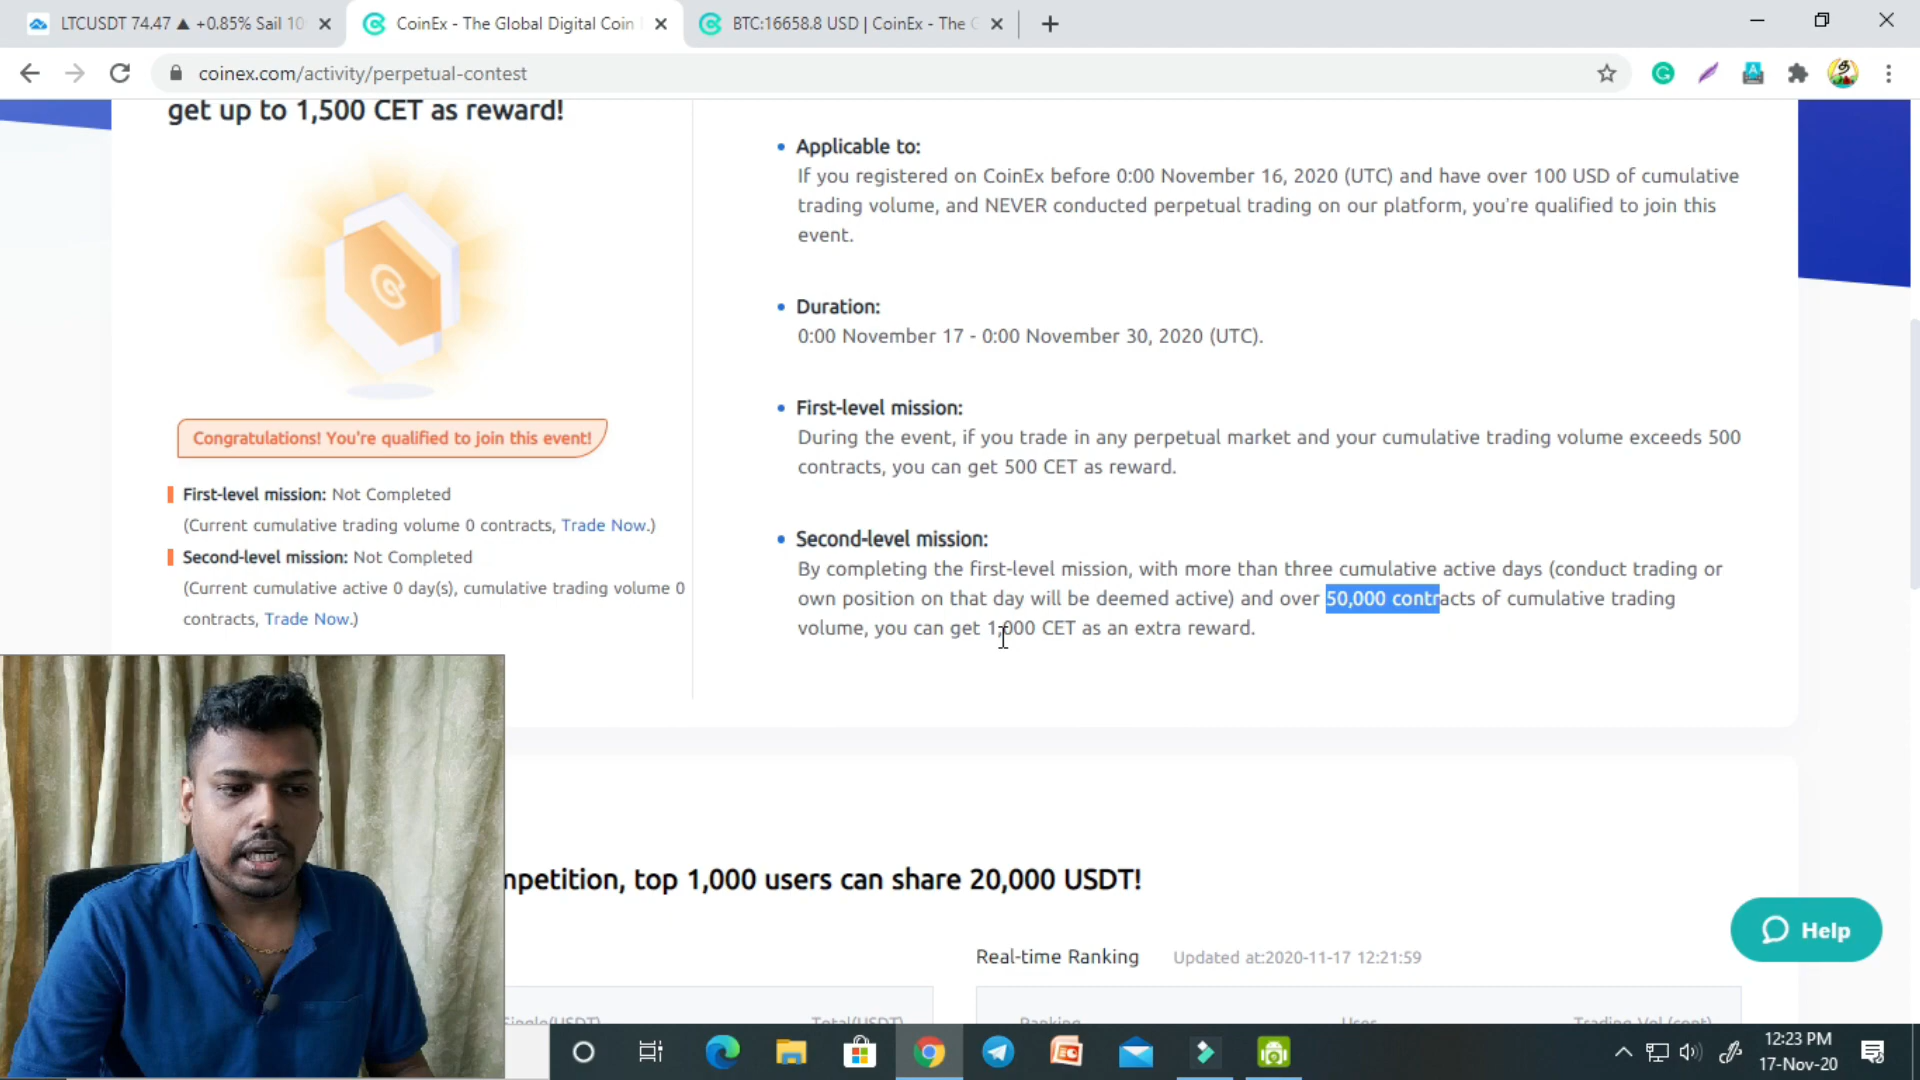 LTCUSDT 74.47 ▲ +0.85% Sail 10
CoinEx - The Global Digital Coin
BTC:16658.8 USD | CoinEx - The G
coinex.com/activity/perpetual-contest
get up to 1,500 CET as reward!
Congratulations! You're qualified to join this event!
First-level mission: Not Completed
(Current cumulative trading volume 0 contracts, Trade Now.)
Second-level mission: Not Completed
(Current cumulative active 0 day(s), cumulative trading volume 0
contracts, Trade Now.)
Applicable to:
If you registered on CoinEx before 0:00 November 16, 2020 (UTC) and have over 100 USD of cumulative
trading volume, and NEVER conducted perpetual trading on our platform, you're qualified to join this
event.
Duration:
0:00 November 17 - 0:00 November 30, 2020 (UTC).
First-level mission:
During the event, if you trade in any perpetual market and your cumulative trading volume exceeds 500
contracts, you can get 500 CET as reward.
Second-level mission:
By completing the first-level mission, with more than three cumulative active days (conduct trading or
own position on that day will be deemed active) and over 50,000 contracts of cumulative trading
volume, you can get 1,000 CET as an extra reward.
mpetition, top 1,000 users can share 20,000 USDT!
Real-time Ranking Updated at:2020-11-17 12:21:59
Single(USDT) Total(USDT) Ranking User Trading Vol.(cont)
Help
12:23 PM
17-Nov-20